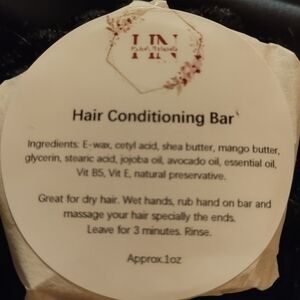 HN
Hair Conditioning Bar
Ingredients: E-wax, cetyl acid, shea butter, mango butter,
glycerin, stearic acid, jojoba oil, avocado oil, essential oil,
Vit B5, Vit E, natural preservative.
Great for dry hair. Wet hands, rub hand on bar and
massage your hair specially the ends.
Leave for 3 minutes. Rinse.
Approx.1oz